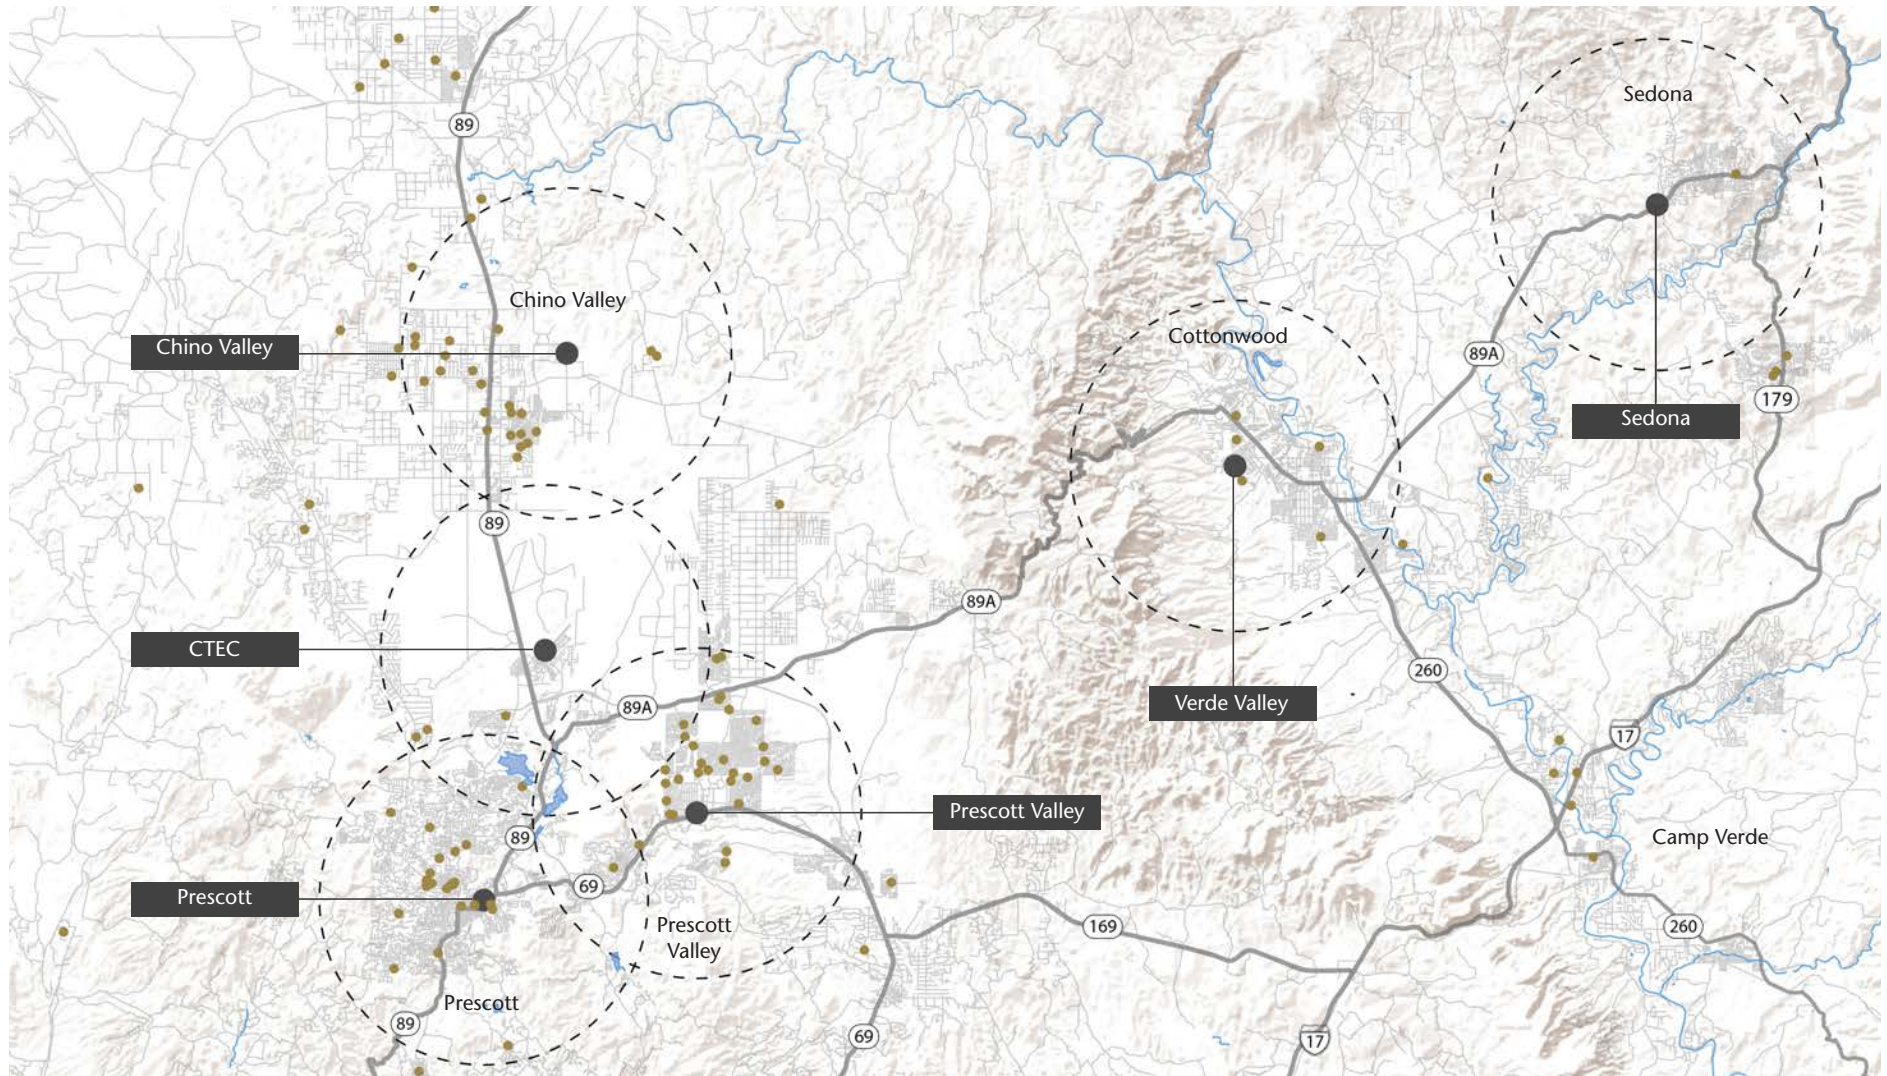 Sedona
89
Chino Valley
Cottonwood
Chino Valley
89A
179
Sedona
89
89A
CTEC
260
Verde Valley
89A
17
Prescott Valley
89
Camp Verde
69
Prescott
Prescott
Valley
169
260
Prescott
89
69
17